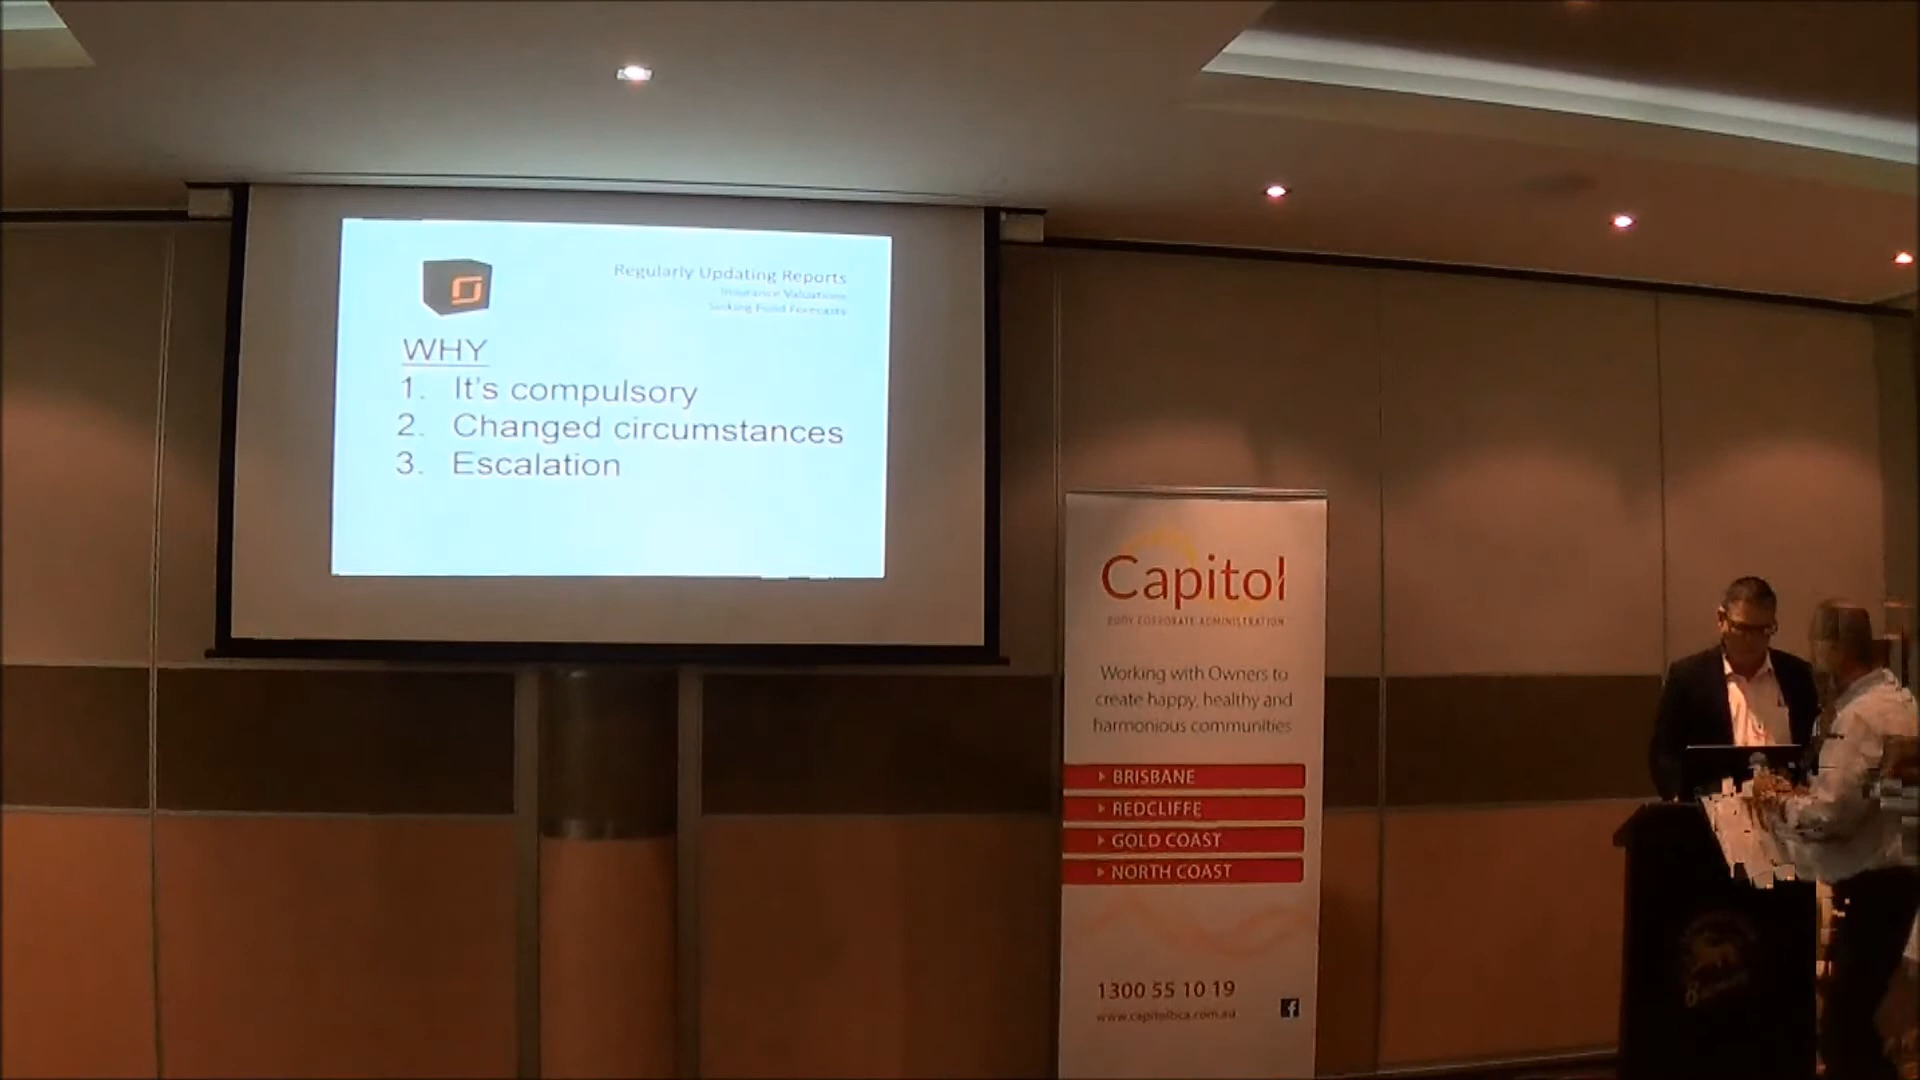 Regularly Updating Reports
Insurance Valuations
Sinking Fund Forecasts
WHY
1. It's compulsory
2. Changed circumstances
3. Escalation
Capitol
BODY CORPORATE ADMINISTRATION
Working with Owners to
create happy, healthy and
harmonious communities
BRISBANE
REDCLIFFE
GOLD COAST
NORTH COAST
1300 55 10 19
www.capitolbca.com.au
f